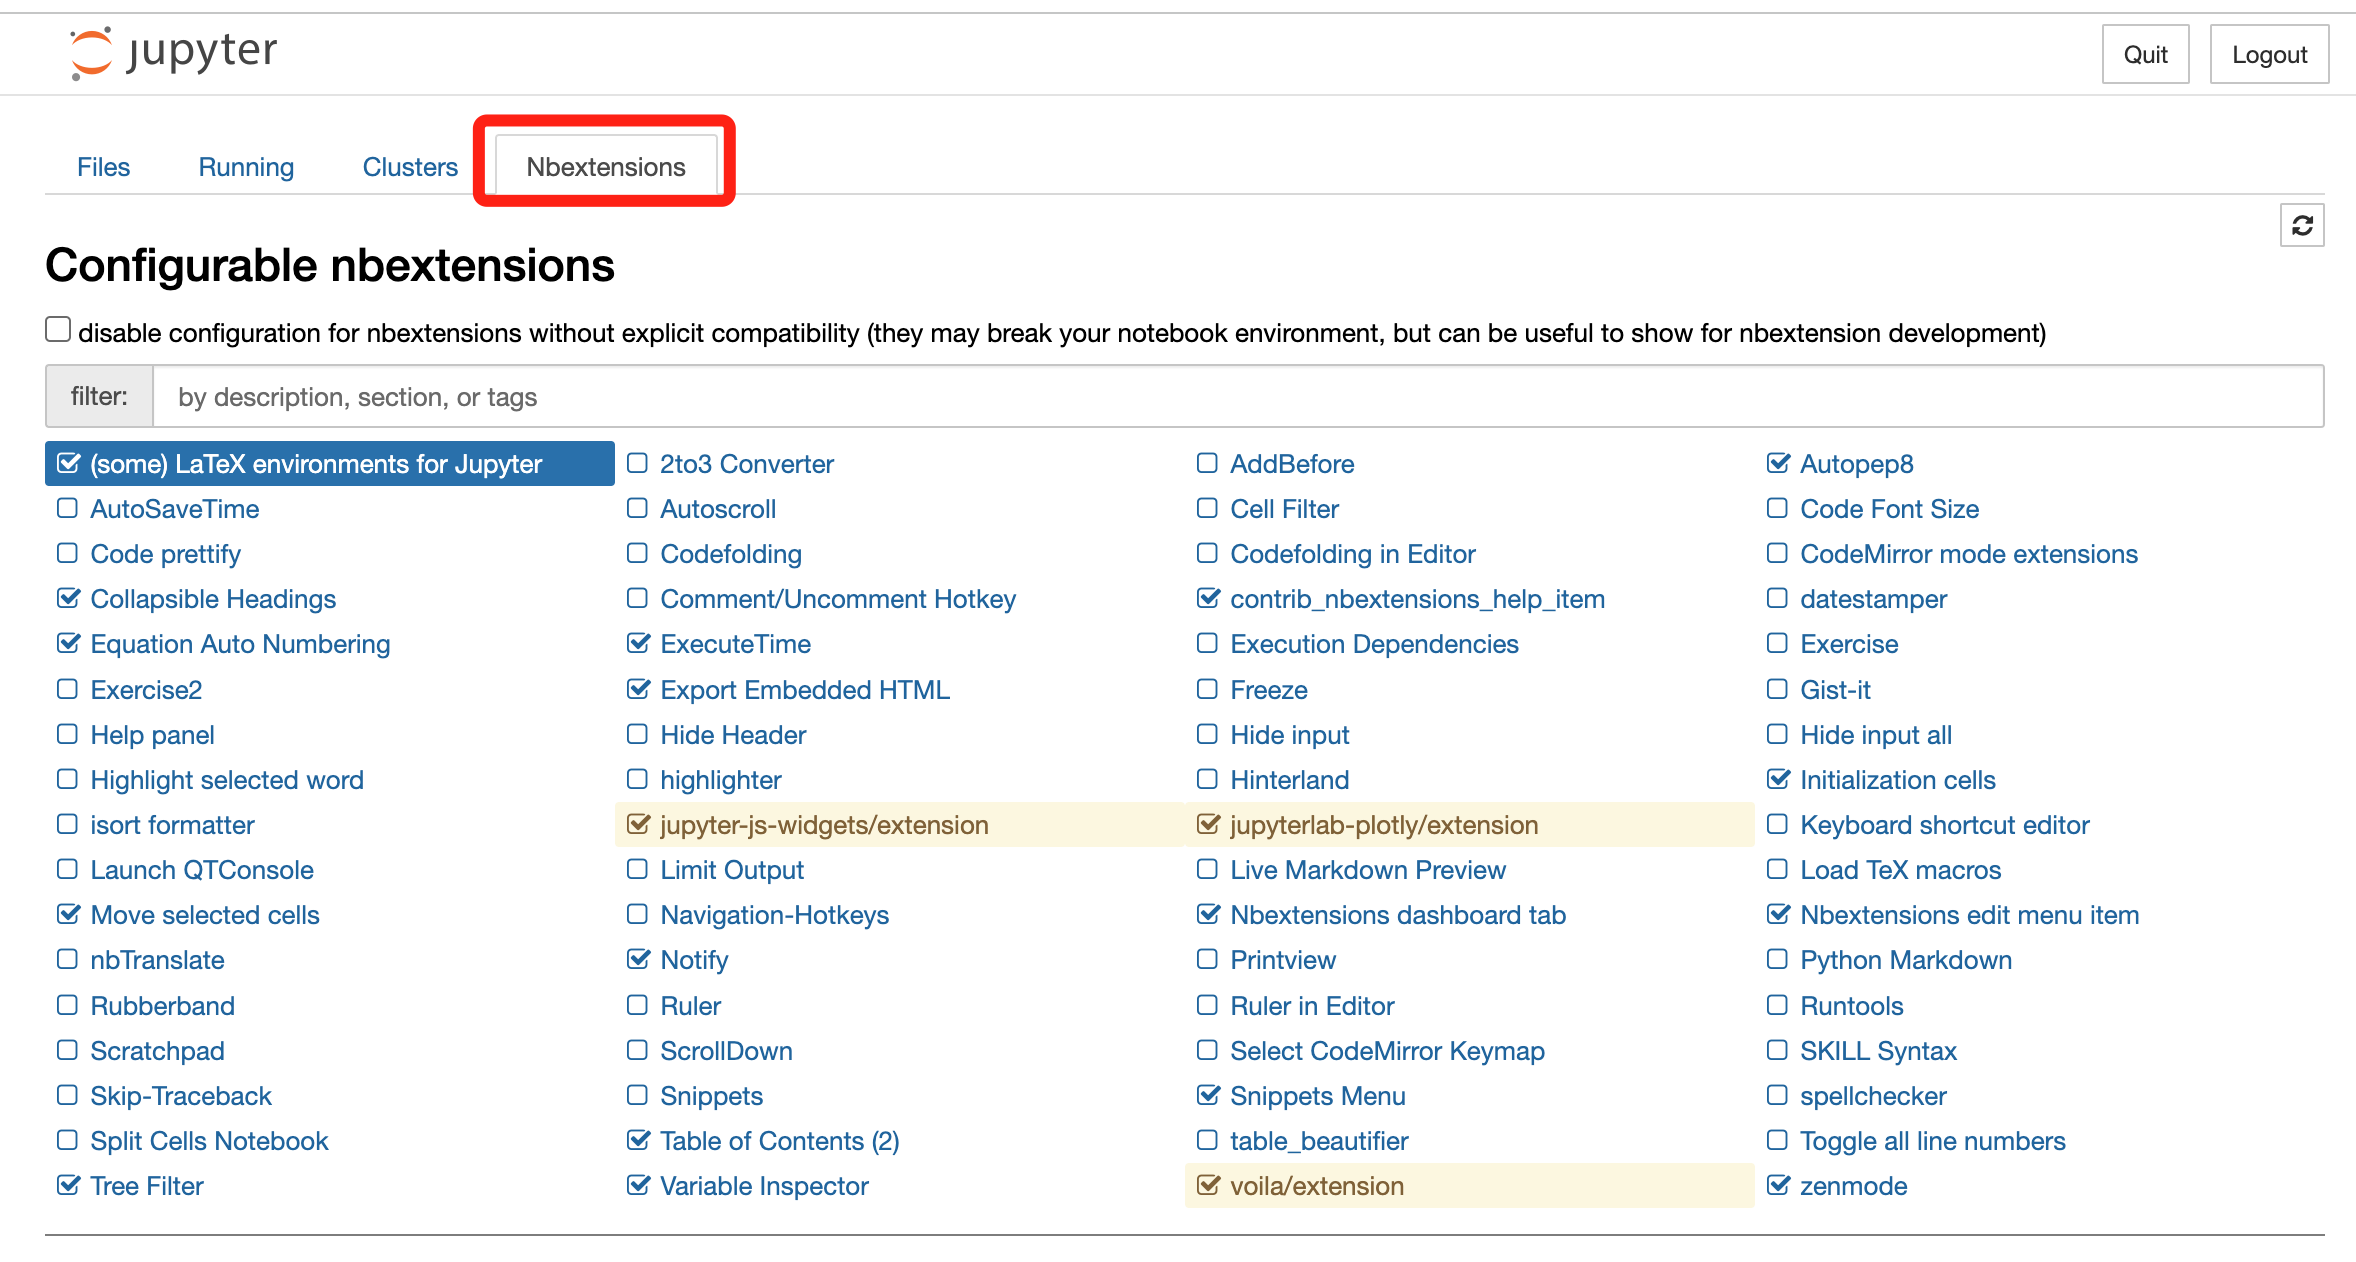 jupyter Quit Logout
Files Running Clusters Nbextensions
Configurable nbextensions
disable configuration for nbextensions without explicit compatibility (they may break your notebook environment, but can be useful to show for nbextension development)
filter: by description, section, or tags
(some) LaTeX environments for Jupyter 2to3 Converter AddBefore Autopep8
AutoSaveTime Autoscroll Cell Filter Code Font Size
Code prettify Codefolding Codefolding in Editor CodeMirror mode extensions
Collapsible Headings Comment/Uncomment Hotkey contrib_nbextensions_help_item datestamper
Equation Auto Numbering ExecuteTime Execution Dependencies Exercise
Exercise2 Export Embedded HTML Freeze Gist-it
Help panel Hide Header Hide input Hide input all
Highlight selected word highlighter Hinterland Initialization cells
isort formatter jupyter-js-widgets/extension jupyterlab-plotly/extension Keyboard shortcut editor
Launch QTConsole Limit Output Live Markdown Preview Load TeX macros
Move selected cells Navigation-Hotkeys Nbextensions dashboard tab Nbextensions edit menu item
nbTranslate Notify Printview Python Markdown
Rubberband Ruler Ruler in Editor Runtools
Scratchpad ScrollDown Select CodeMirror Keymap SKILL Syntax
Skip-Traceback Snippets Snippets Menu spellchecker
Split Cells Notebook Table of Contents (2) table_beautifier Toggle all line numbers
Tree Filter Variable Inspector voila/extension zenmode